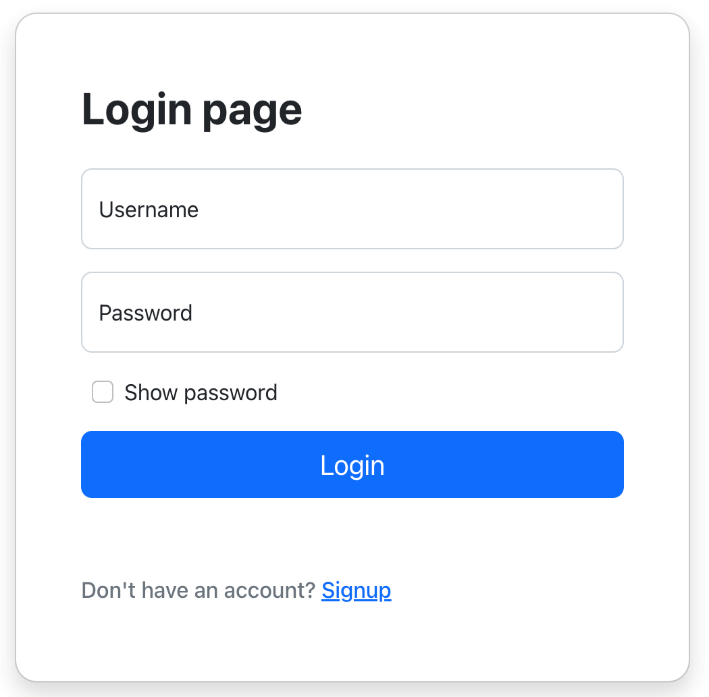 Login page
Username
Password
Show password
Login
Don't have an account? Signup